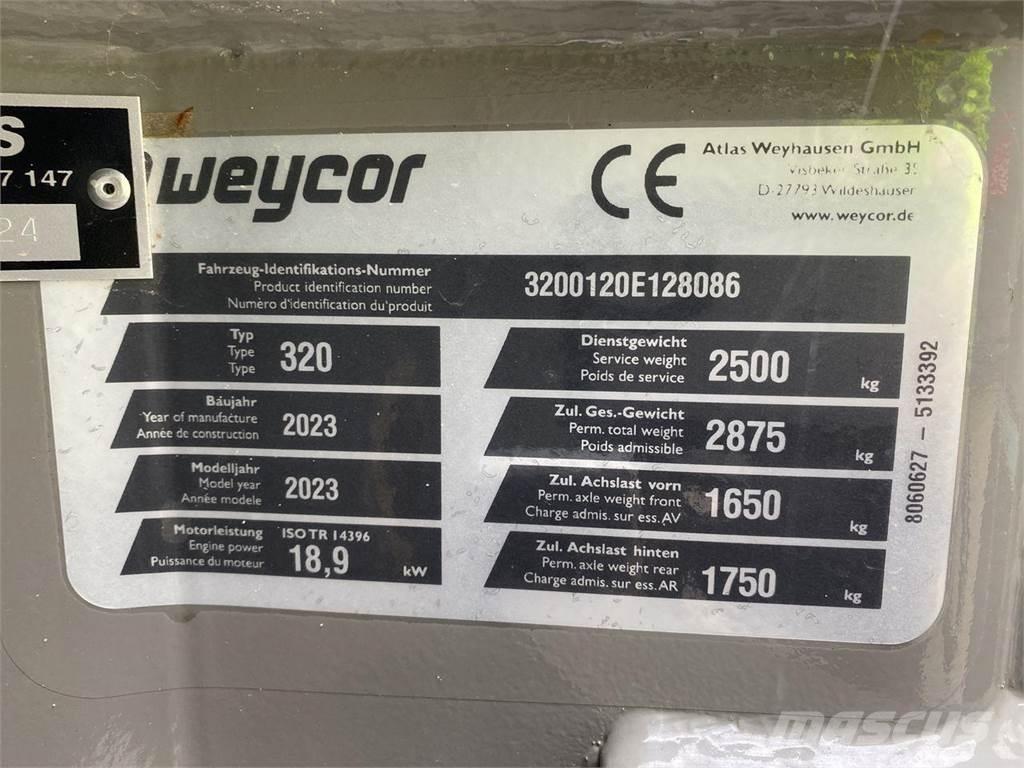 S
7 147
24
weycor
CE
Atlas Weyhausen GmbH
Visbeker Straße 35
D-27793 Wildeshauser
www.weycor.de
Fahrzeug-Identifikations-Nummer
Product identification number
Numéro d'identification du produit
3200120E128086
Typ
Type
Type
320
Baujahr
Year of manufacture
Année de construction
2023
Modelljahr
Model year
Année modele
2023
Motorleistung ISO TR 14396
Engine power
Puissance du moteur
18,9 kW
Dienstgewicht
Service weight
Poids de service
2500 kg
Zul. Ges.-Gewicht
Perm. total weight
Poids admissible
2875 kg
Zul. Achslast vorn
Perm. axle weight front
Charge admis. sur ess. AV
1650 kg
Zul. Achslast hinten
Perm. axle weight rear
Charge admis. sur ess. AR
1750 kg
8060627 – 5133392
mascus